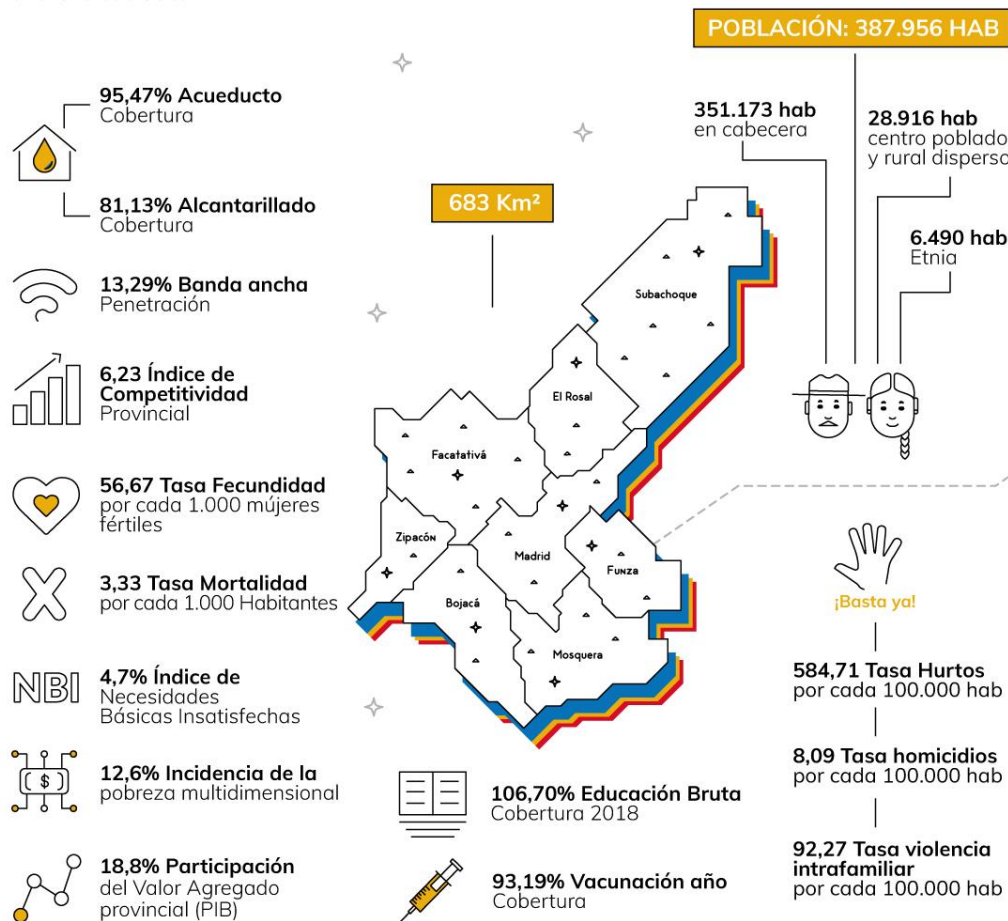 POBLACIÓN: 387.956 HAB
95,47% Acueducto
Cobertura
81,13% Alcantarillado
Cobertura
13,29% Banda ancha
Penetración
6,23 Índice de
Competitividad
Provincial
56,67 Tasa Fecundidad
por cada 1.000 mújeres
fértiles
3,33 Tasa Mortalidad
por cada 1.000 Habitantes
NBI
4,7% Índice de
Necesidades
Básicas Insatisfechas
$
12,6% Incidencia de la
pobreza multidimensional
18,8% Participación
del Valor Agregado
provincial (PIB)
683 Km²
Subachoque
El Rosal
Facatativá
Zipacón
Madrid
Funza
Bojacá
Mosquera
106,70% Educación Bruta
Cobertura 2018
93,19% Vacunación año
Cobertura
351.173 hab
en cabecera
28.916 hab
centro poblado
y rural disperso
6.490 hab
Etnia
¡Basta ya!
584,71 Tasa Hurtos
por cada 100.000 hab
8,09 Tasa homicidios
por cada 100.000 hab
92,27 Tasa violencia
intrafamiliar
por cada 100.000 hab